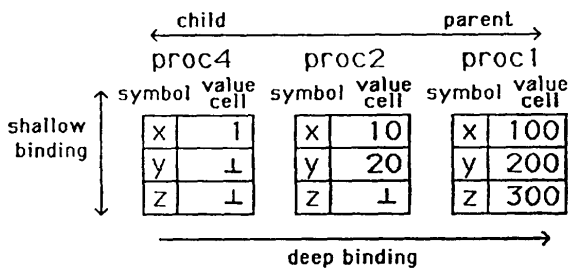 child parent
proc4 proc2 proc1
symbol value cell symbol value cell symbol value cell
shallow binding
x 1 x 10 x 100
y ⊥ y 20 y 200
z ⊥ z ⊥ z 300
deep binding